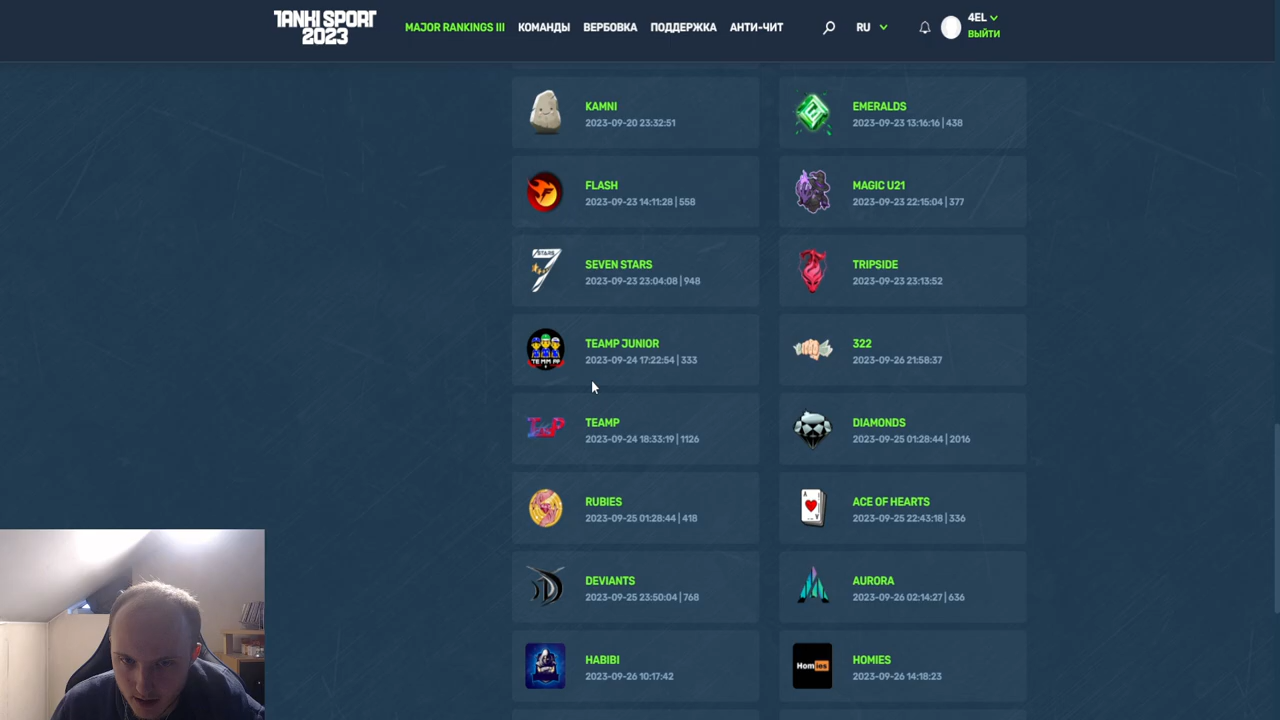 TANKI SPORT
2023
MAJOR RANKINGS III
КОМАНДЫ
ВЕРБОВКА
ПОДДЕРЖКА
АНТИ-ЧИТ
RU
4EL
ВЫЙТИ
KAMNI
2023-09-20 23:32:51
EMERALDS
2023-09-23 13:16:16 | 438
FLASH
2023-09-23 14:11:28 | 558
MAGIC U21
2023-09-23 22:15:04 | 377
7 STARS
SEVEN STARS
2023-09-23 23:04:08 | 948
TRIPSIDE
2023-09-23 23:13:52
TEAMP JUNIOR
2023-09-24 17:22:54 | 333
322
2023-09-26 21:58:37
TEAMP
2023-09-24 18:33:19 | 1126
DIAMONDS
2023-09-25 01:28:44 | 2016
RUBIES
2023-09-25 01:28:44 | 418
ACE OF HEARTS
2023-09-25 22:43:18 | 336
DEVIANTS
2023-09-25 23:50:04 | 768
AURORA
2023-09-26 02:14:27 | 636
HABIBI
2023-09-26 10:17:42
Homies
HOMIES
2023-09-26 14:18:23